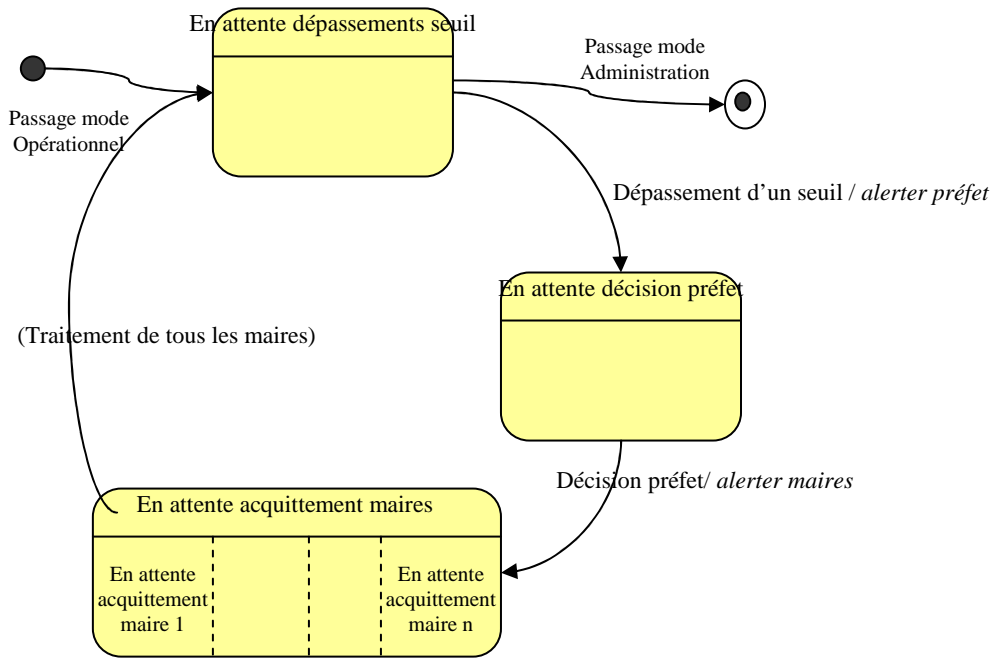 En attente dépassements seuil
Passage mode
Administration
Passage mode
Opérationnel
Dépassement d’un seuil / alerter préfet
En attente décision préfet
(Traitement de tous les maires)
Décision préfet/ alerter maires
En attente acquittement maires
En attente
acquittement
maire 1
En attente
acquittement
maire n